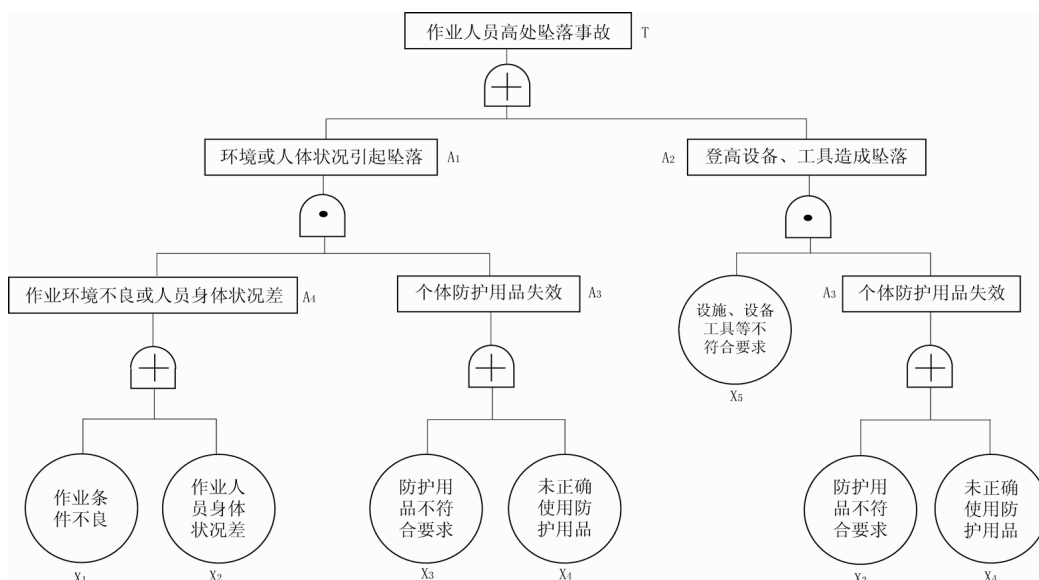 作业人员高处坠落事故 T
环境或人体状况引起坠落 A1
A2 登高设备、工具造成坠落
作业环境不良或人员身体状况差 A4
个体防护用品失效 A3
设施、设备
工具等不
符合要求
X5
A3 个体防护用品失效
作业条
件不良
X1
作业人
员身体
状况差
X2
防护用
品不符
合要求
X3
未正确
使用防
护用品
X4
防护用
品不符
合要求
X3
未正确
使用防
护用品
X4